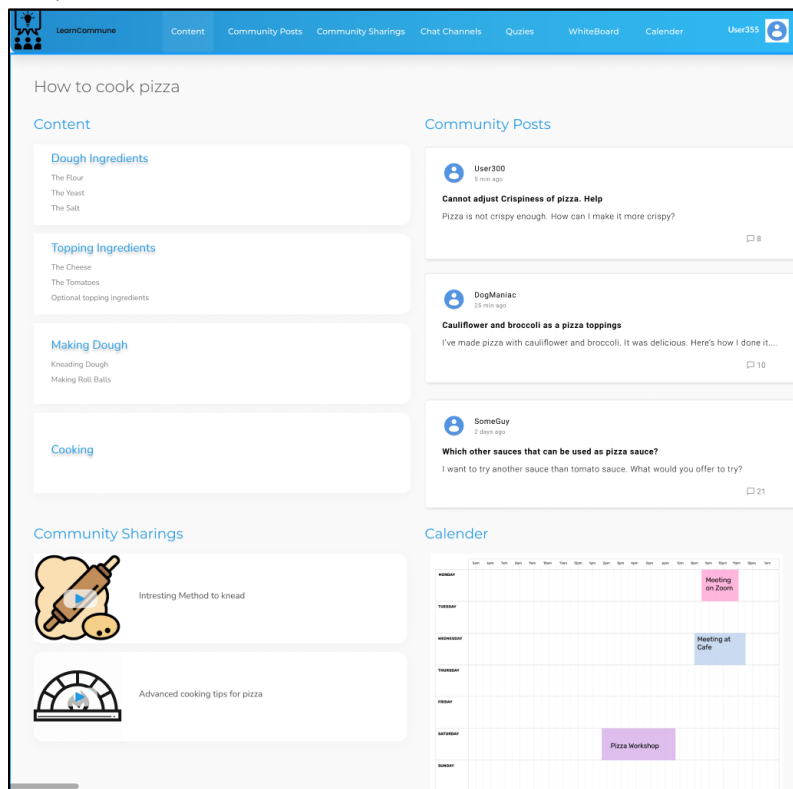 LearnCommune
Content
Community Posts
Community Sharings
Chat Channels
Quzies
WhiteBoard
Calender
User355
How to cook pizza
Content
Dough Ingredients
The Flour
The Yeast
The Salt
Topping Ingredients
The Cheese
The Tomatoes
Optional topping ingredients
Making Dough
Kneading Dough
Making Roll Balls
Cooking
Community Posts
User300
5 min ago
Cannot adjust Crispiness of pizza. Help
Pizza is not crispy enough. How can I make it more crispy?
8
DogManiac
25 min ago
Cauliflower and broccoli as a pizza toppings
I've made pizza with cauliflower and broccoli. It was delicious. Here's how I done it....
10
SomeGuy
2 days ago
Which other sauces that can be used as pizza sauce?
I want to try another sauce than tomato sauce. What would you offer to try?
21
Community Sharings
Intresting Method to knead
Advanced cooking tips for pizza
Calender
MONDAY
Meeting
on Zoom
TUESDAY
WEDNESDAY
Meeting at
Cafe
THURSDAY
FRIDAY
SATURDAY
Pizza Workshop
SUNDAY